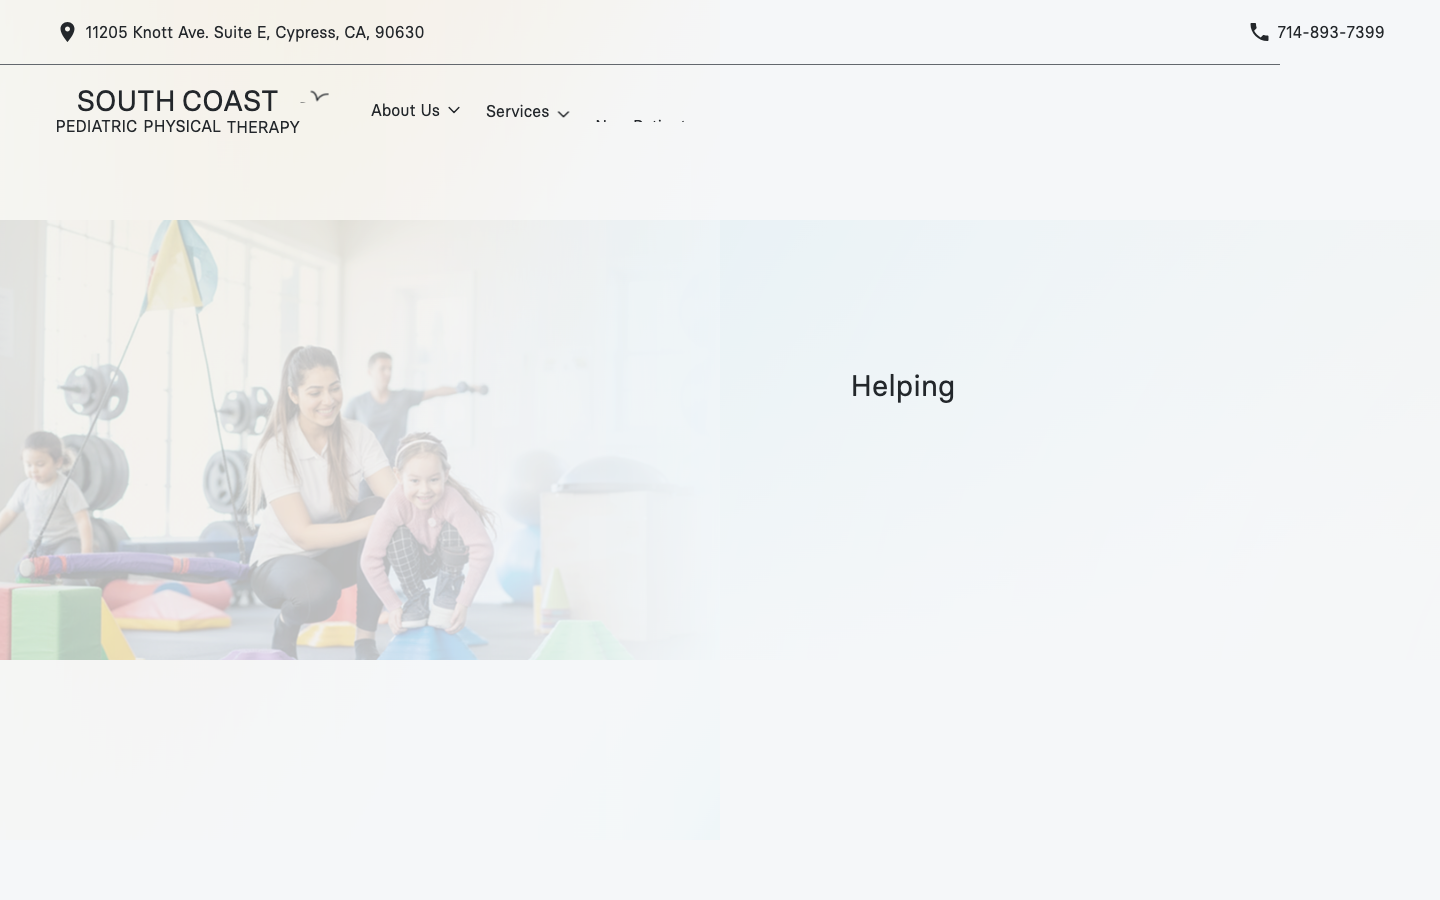 11205 Knott Ave. Suite E, Cypress, CA, 90630
714-893-7399
SOUTH COAST
PEDIATRIC PHYSICAL THERAPY
About Us
Services
Helping